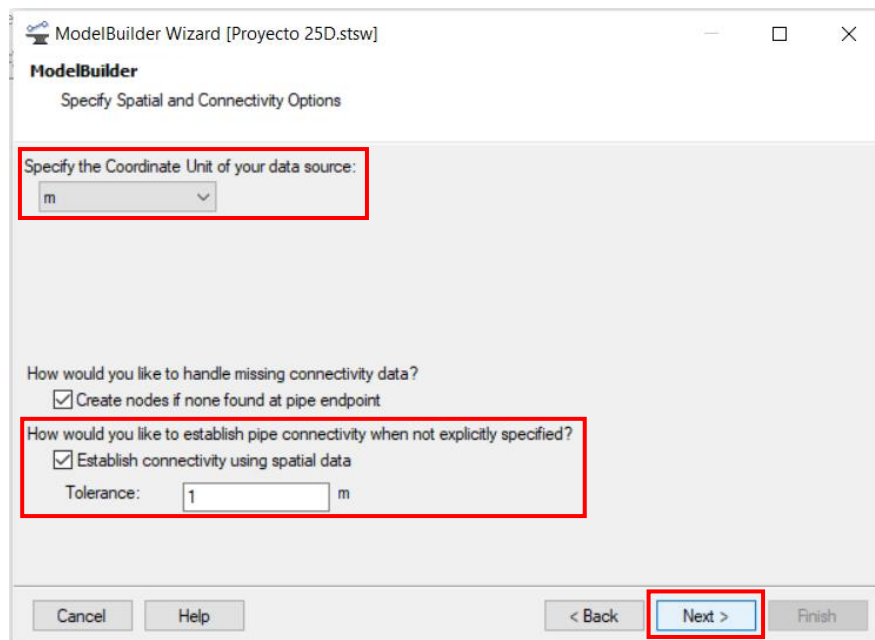 ModelBuilder Wizard [Proyecto 25D.stsw]
ModelBuilder
Specify Spatial and Connectivity Options
Specify the Coordinate Unit of your data source:
m
How would you like to handle missing connectivity data?
Create nodes if none found at pipe endpoint
How would you like to establish pipe connectivity when not explicitly specified?
Establish connectivity using spatial data
Tolerance: 1 m
Cancel Help < Back Next > Finish